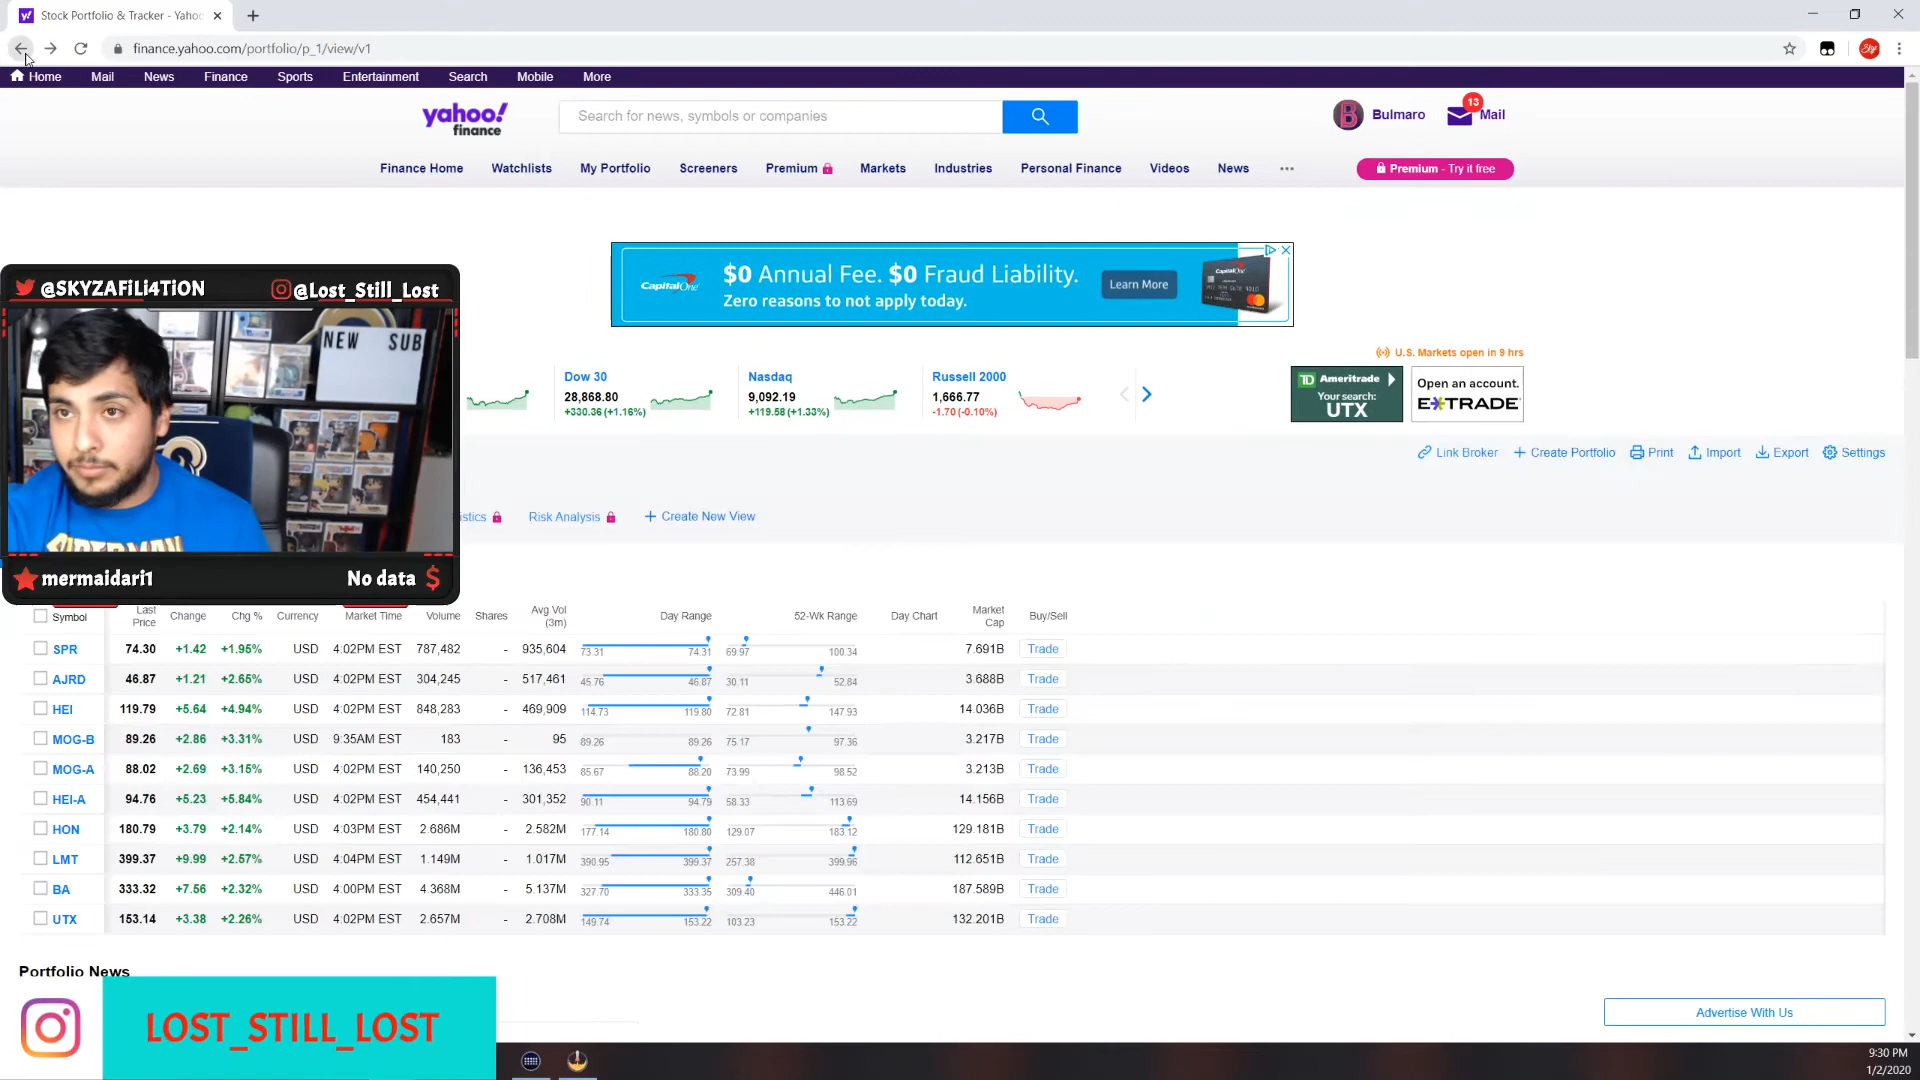 Stock Portfolio & Tracker - Yahoo
finance.yahoo.com/portfolio/p_1/view/v1
Home Mail News Finance Sports Entertainment Search Mobile More
yahoo! finance
Search for news, symbols or companies
Bulmaro
13
Mail
Finance Home Watchlists My Portfolio Screeners Premium Markets Industries Personal Finance Videos News ...
Premium - Try it free
CapitalOne
$0 Annual Fee. $0 Fraud Liability.
Zero reasons to not apply today.
Learn More
@SKYZAFiLi4TiON @Lost_Still_Lost
NEW SUB
mermaidari1 No data $
U.S. Markets open in 9 hrs
Dow 30
28,868.80
+330.36 (+1.16%)
Nasdaq
9,092.19
+119.58 (+1.33%)
Russell 2000
1,666.77
-1.70 (-0.10%)
TD Ameritrade
Your search:
UTX
Open an account.
E*TRADE
Link Broker + Create Portfolio Print Import Export Settings
stics Risk Analysis + Create New View
Symbol Last Price Change Chg % Currency Market Time Volume Shares Avg Vol (3m) Day Range 52-Wk Range Day Chart Market Cap Buy/Sell
SPR 74.30 +1.42 +1.95% USD 4:02PM EST 787,482 - 935,604 73.31 74.31 69.97 100.34 7.691B Trade
AJRD 46.87 +1.21 +2.65% USD 4:02PM EST 304,245 - 517,461 45.76 46.87 30.11 52.84 3.688B Trade
HEI 119.79 +5.64 +4.94% USD 4:02PM EST 848,283 - 469,909 114.73 119.80 72.81 147.93 14.036B Trade
MOG-B 89.26 +2.86 +3.31% USD 9:35AM EST 183 - 95 89.26 89.26 75.17 97.36 3.217B Trade
MOG-A 88.02 +2.69 +3.15% USD 4:02PM EST 140,250 - 136,453 85.67 88.20 73.99 98.52 3.213B Trade
HEI-A 94.76 +5.23 +5.84% USD 4:02PM EST 454,441 - 301,352 90.11 94.79 58.33 113.69 14.156B Trade
HON 180.79 +3.79 +2.14% USD 4:03PM EST 2.686M - 2.582M 177.14 180.80 129.07 183.12 129.181B Trade
LMT 399.37 +9.99 +2.57% USD 4:04PM EST 1.149M - 1.017M 390.95 399.37 257.38 399.96 112.651B Trade
BA 333.32 +7.56 +2.32% USD 4:00PM EST 4.368M - 5.137M 327.70 333.35 309.40 446.01 187.589B Trade
UTX 153.14 +3.38 +2.26% USD 4:02PM EST 2.657M - 2.708M 149.74 153.22 103.23 153.22 132.201B Trade
Portfolio News
LOST_STILL_LOST
Advertise With Us
9:30 PM
1/2/2020